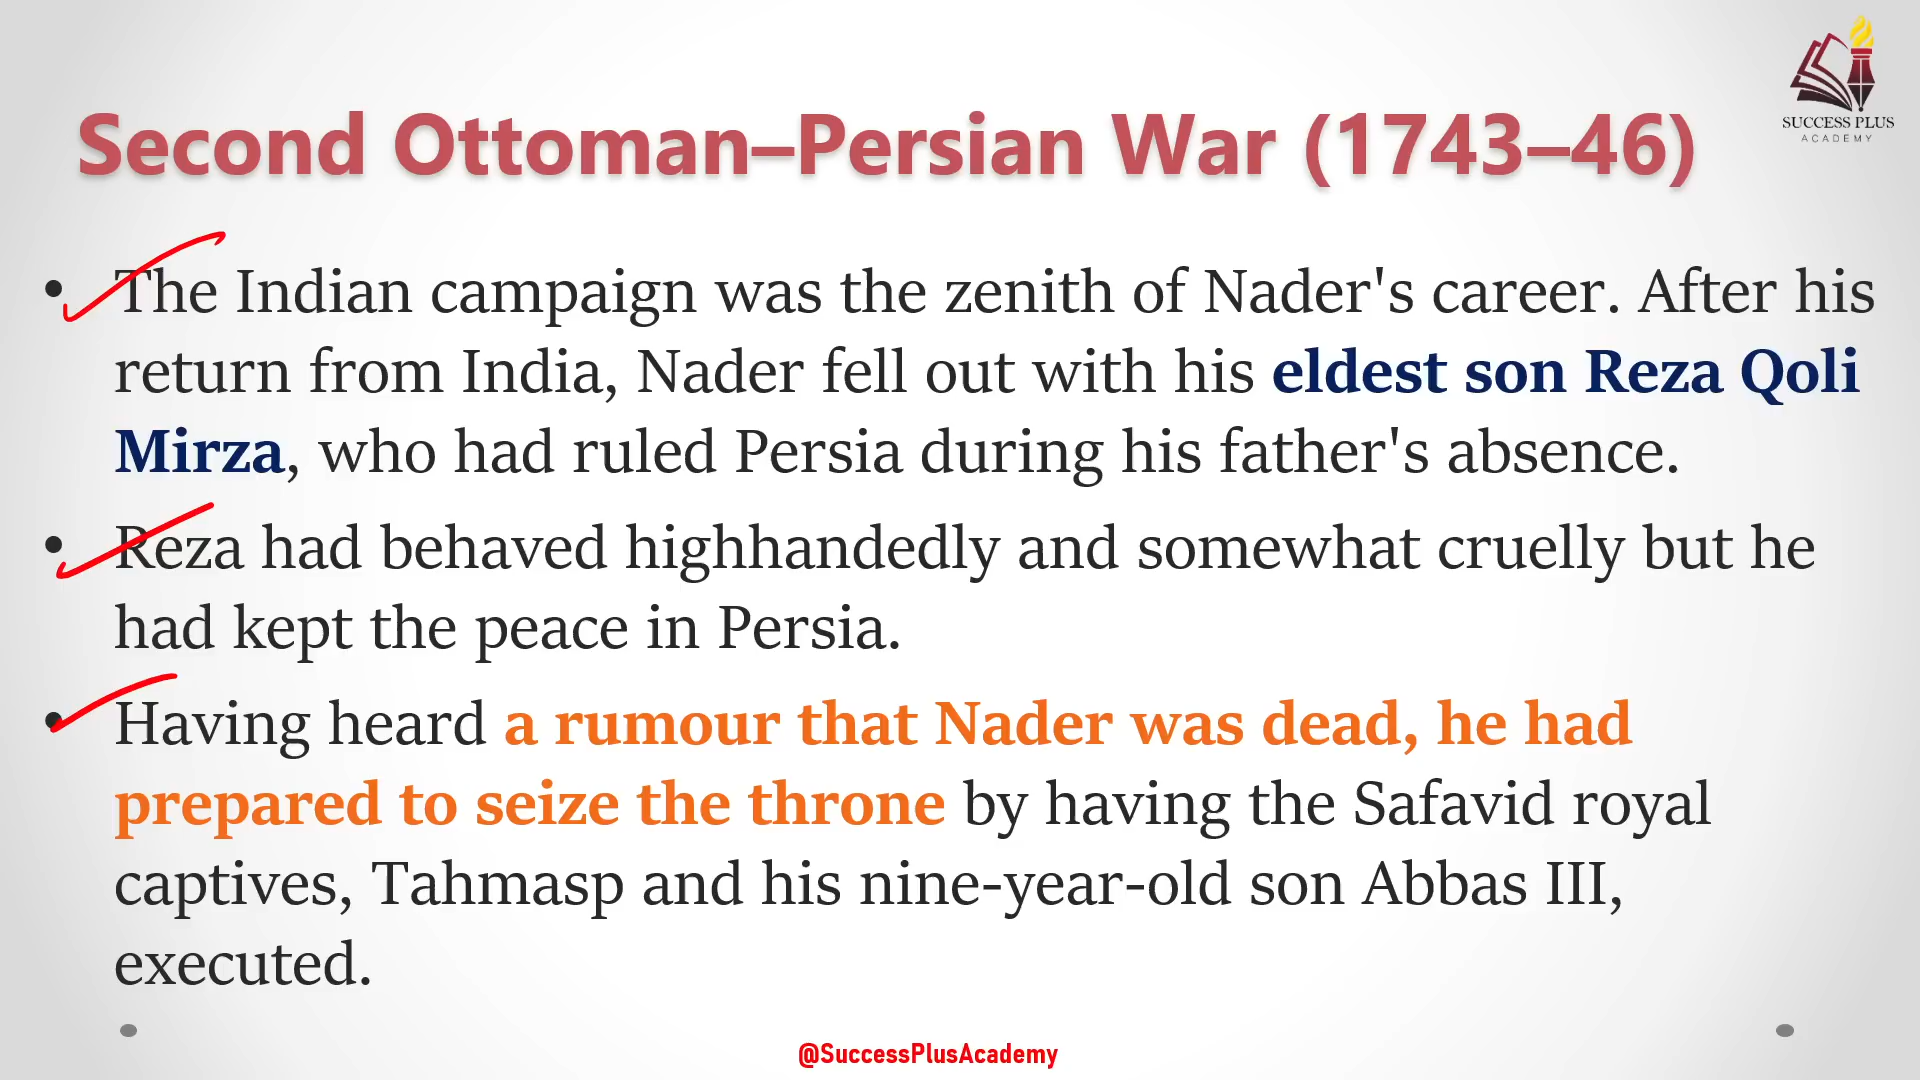 SUCCESS PLUS
ACADEMY
Second Ottoman–Persian War (1743–46)
• The Indian campaign was the zenith of Nader's career. After his
return from India, Nader fell out with his eldest son Reza Qoli
Mirza, who had ruled Persia during his father's absence.
• Reza had behaved highhandedly and somewhat cruelly but he
had kept the peace in Persia.
• Having heard a rumour that Nader was dead, he had
prepared to seize the throne by having the Safavid royal
captives, Tahmasp and his nine-year-old son Abbas III,
executed.
@SuccessPlusAcademy